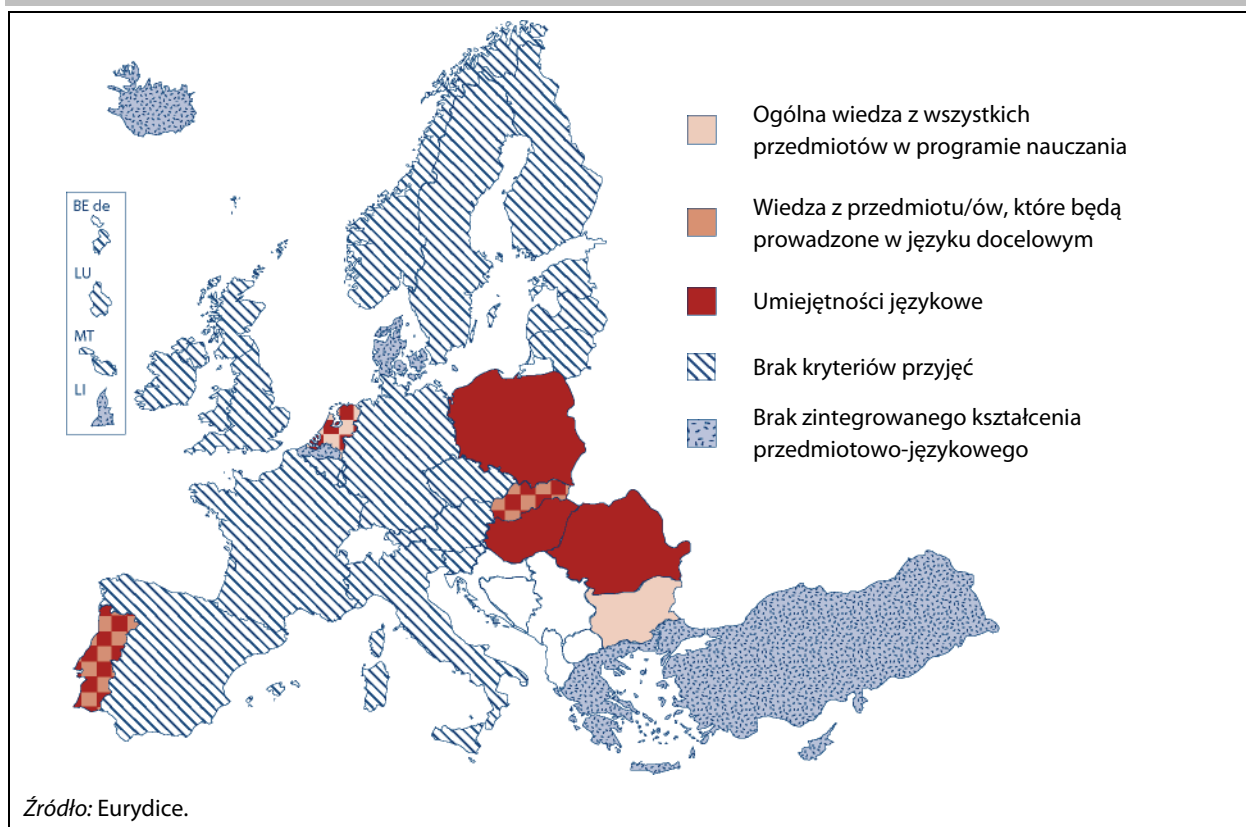 Ogólna wiedza z wszystkich
przedmiotów w programie nauczania
Wiedza z przedmiotu/ów, które będą
prowadzone w języku docelowym
Umiejętności językowe
Brak kryteriów przyjęć
Brak zintegrowanego kształcenia
przedmiotowo-językowego
BE de
LU
MT
LI
Źródło: Eurydice.